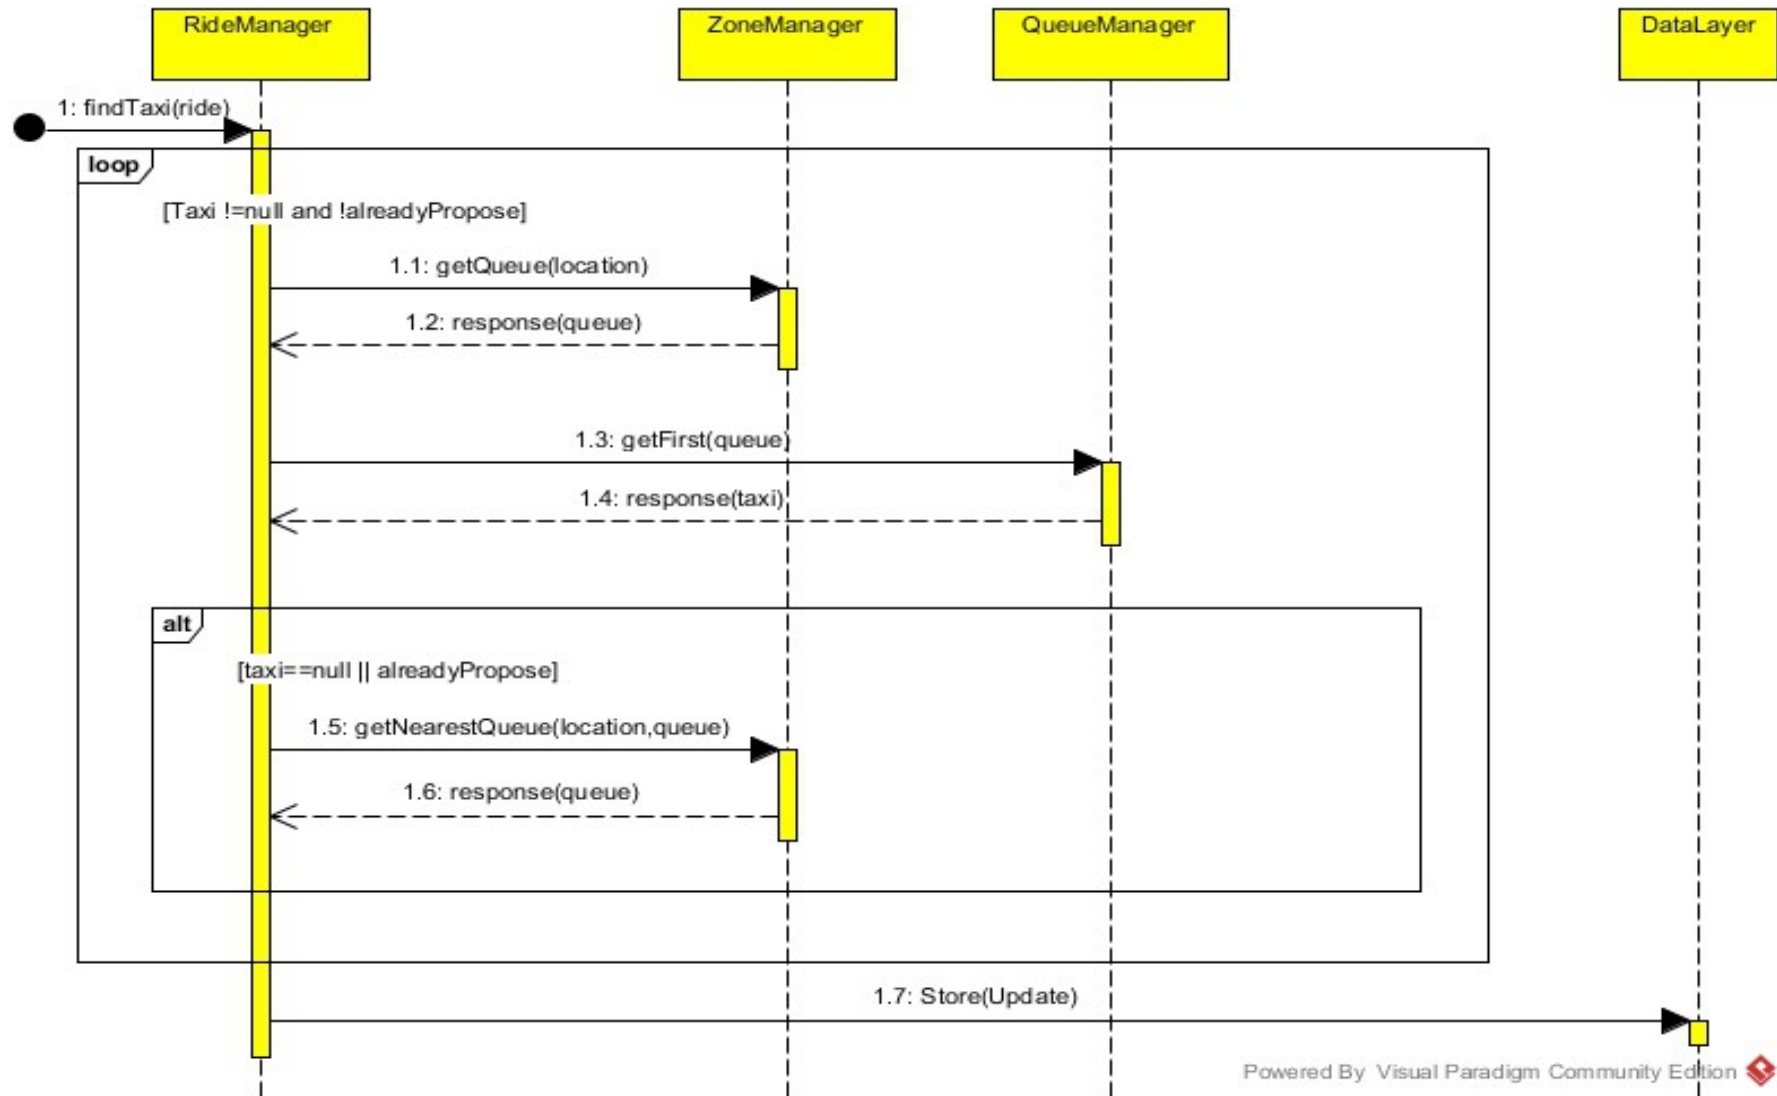 RideManager
ZoneManager
QueueManager
DataLayer
1: findTaxi(ride)
loop
[Taxi !=null and !alreadyPropose]
1.1: getQueue(location)
1.2: response(queue)
1.3: getFirst(queue)
1.4: response(taxi)
alt
[taxi==null || alreadyPropose]
1.5: getNearestQueue(location,queue)
1.6: response(queue)
1.7: Store(Update)
Powered By Visual Paradigm Community Edition